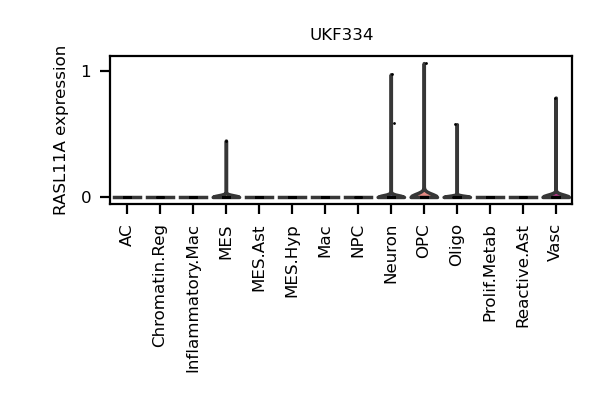 UKF334
RASL11A expression
1
0
AC
Chromatin.Reg
Inflammatory.Mac
MES
MES.Ast
MES.Hyp
Mac
NPC
Neuron
OPC
Oligo
Prolif.Metab
Reactive.Ast
Vasc